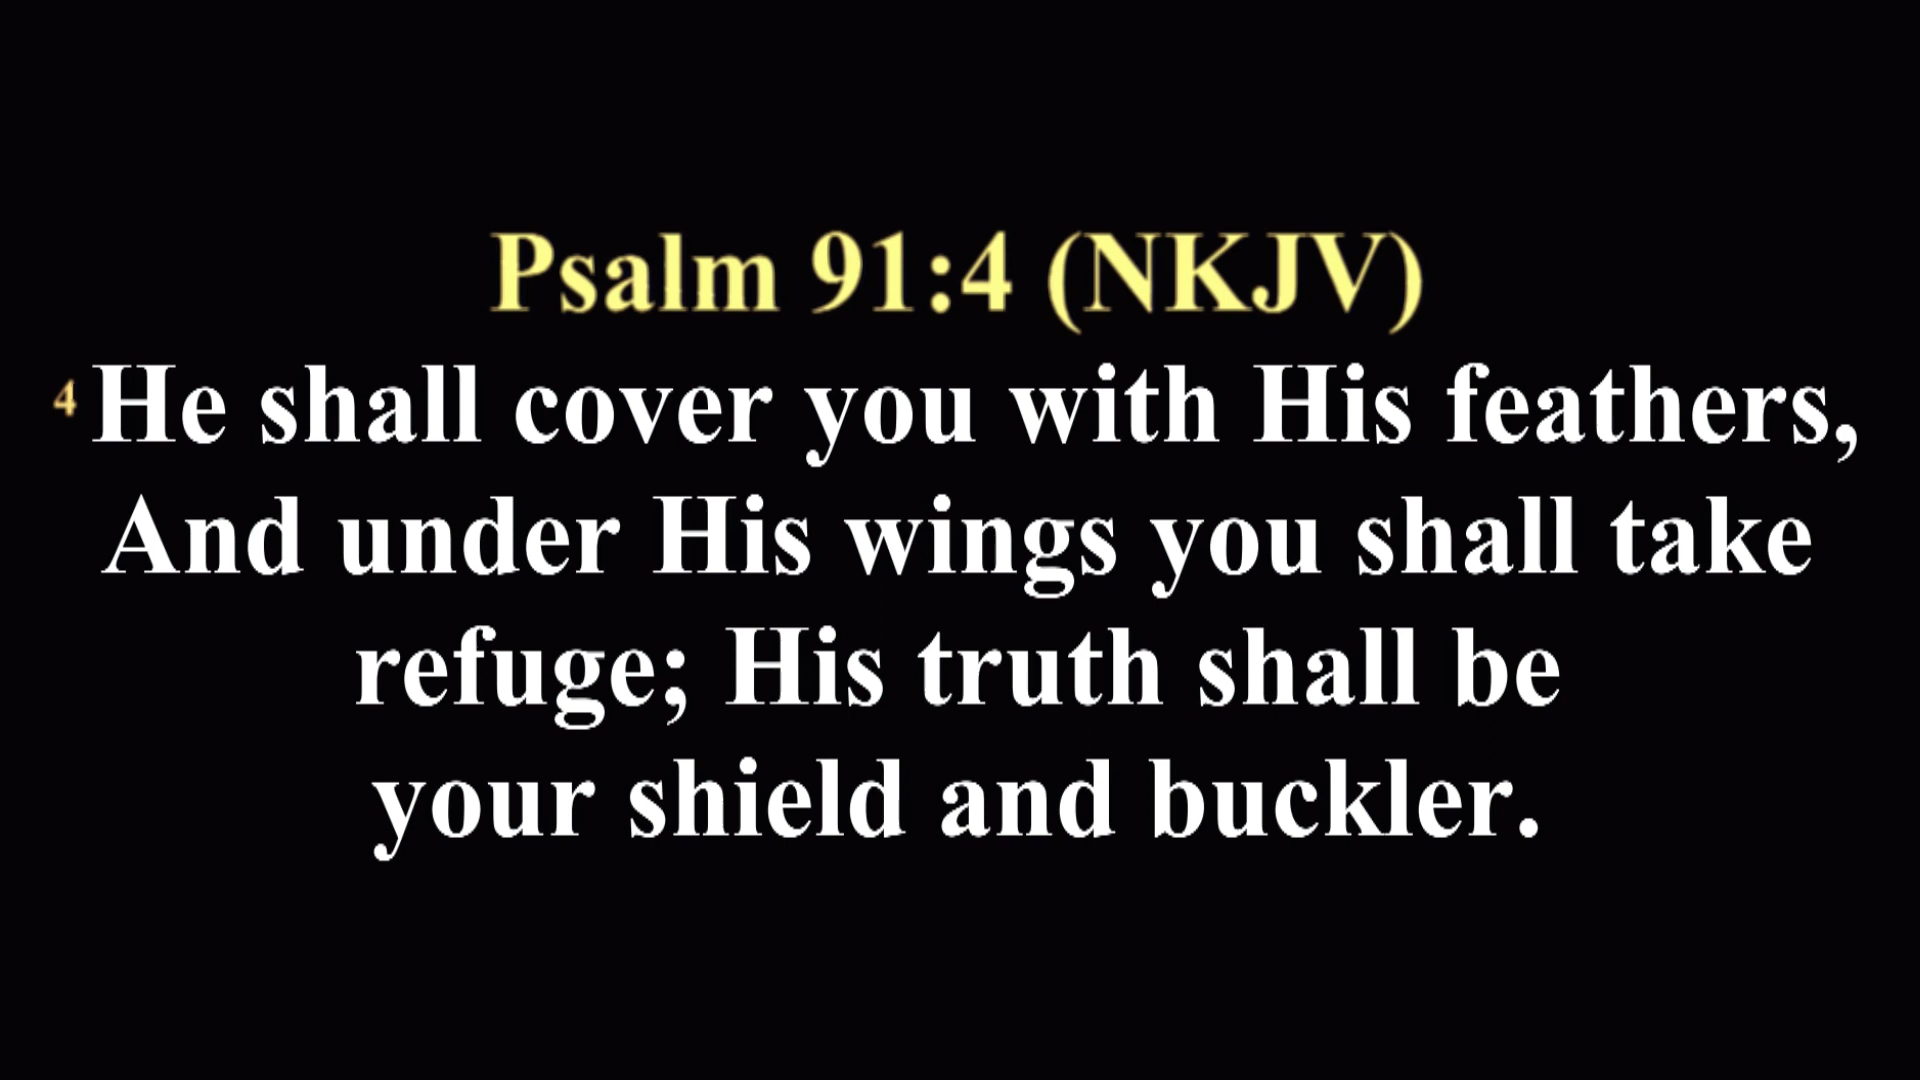 Psalm 91:4 (NKJV)
4 He shall cover you with His feathers,
And under His wings you shall take
refuge; His truth shall be
your shield and buckler.